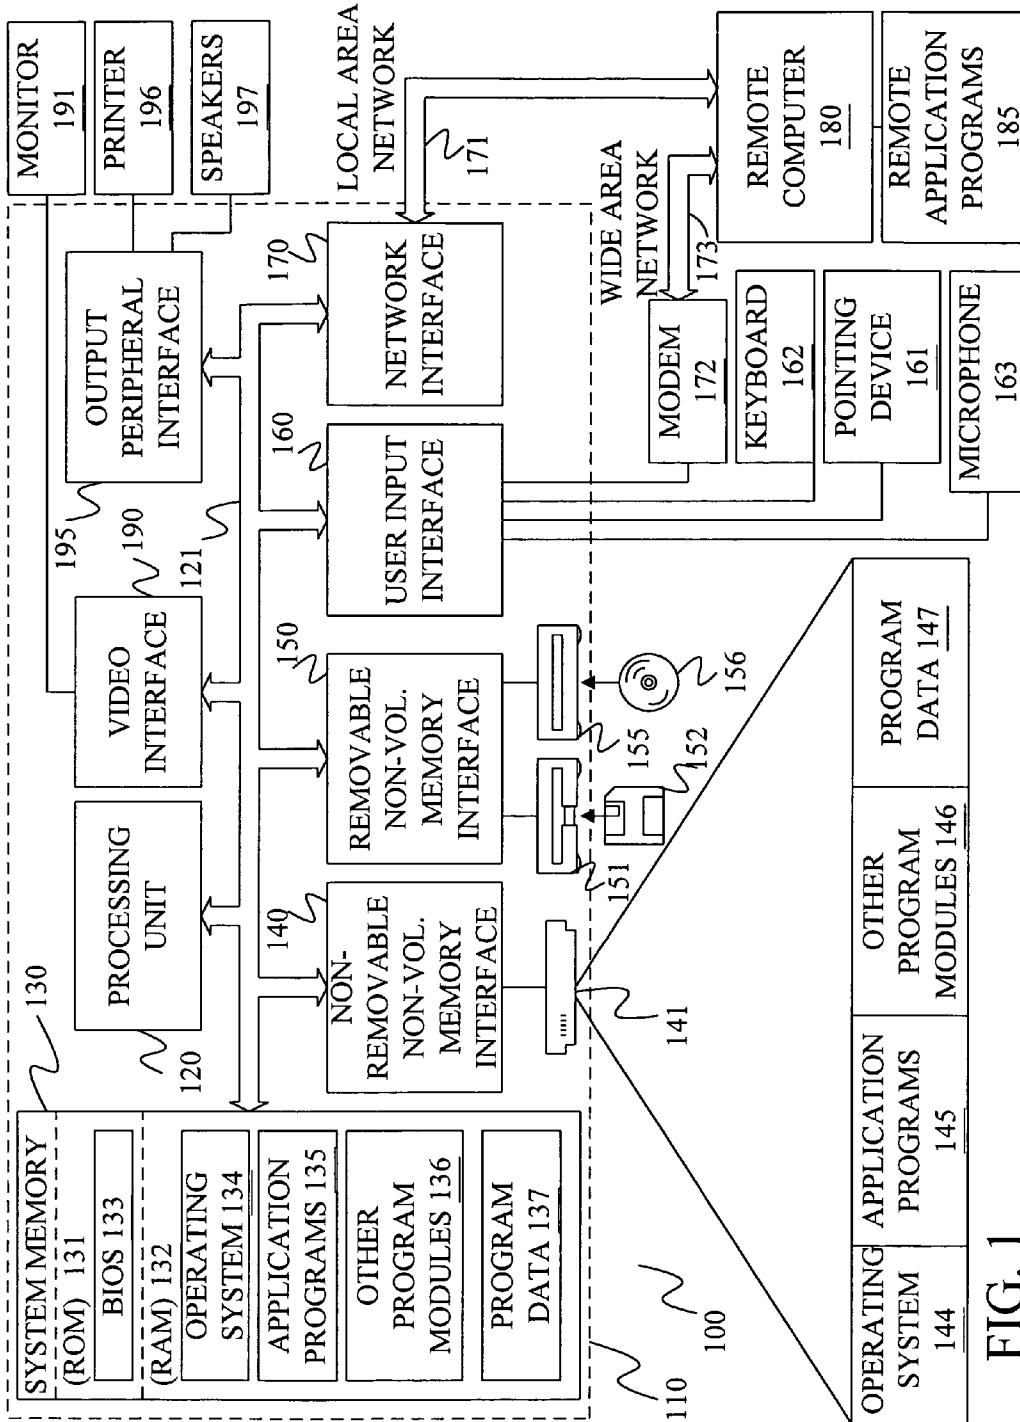 SYSTEM MEMORY
(ROM) 131
BIOS 133
(RAM) 132
OPERATING
SYSTEM 134
APPLICATION
PROGRAMS 135
OTHER
PROGRAM
MODULES 136
PROGRAM
DATA 137
130
PROCESSING
UNIT
120
VIDEO
INTERFACE
190
121
OUTPUT
PERIPHERAL
INTERFACE
195
MONITOR
191
PRINTER
196
SPEAKERS
197
NON-
REMOVABLE
NON-VOL.
MEMORY
INTERFACE
140
REMOVABLE
NON-VOL.
MEMORY
INTERFACE
150
USER INPUT
INTERFACE
160
NETWORK
INTERFACE
170
LOCAL AREA
NETWORK
171
141
151
152
155
156
WIDE AREA
NETWORK
173
MODEM
172
KEYBOARD
162
POINTING
DEVICE
161
MICROPHONE
163
REMOTE
COMPUTER
180
REMOTE
APPLICATION
PROGRAMS
185
110
100
OPERATING
SYSTEM
144
APPLICATION
PROGRAMS
145
OTHER
PROGRAM
MODULES 146
PROGRAM
DATA 147
FIG. 1